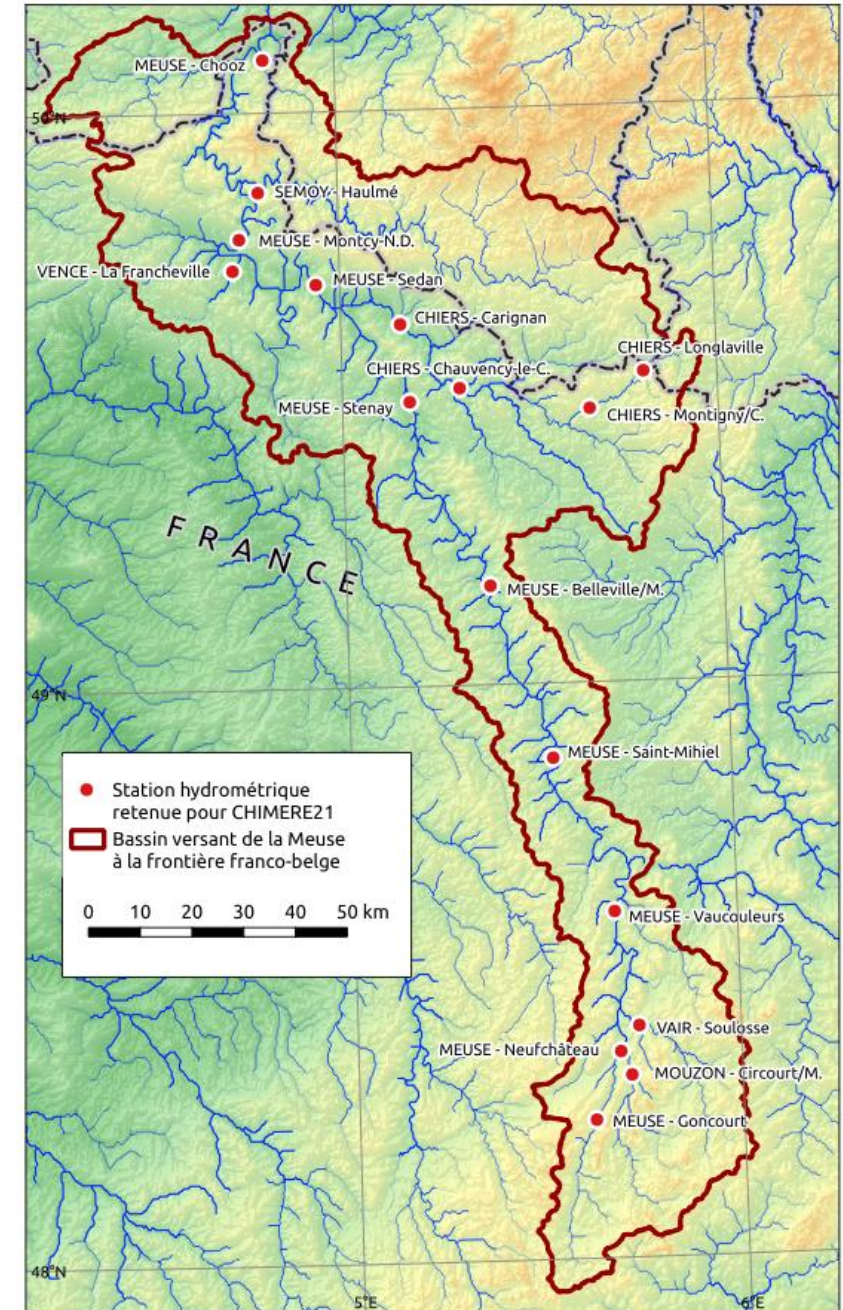 MEUSE - Chooz
50°N
SEMOY - Haulmé
MEUSE - Montcy-N.D.
VENCE - La Francheville
MEUSE - Sedan
CHIERS - Carignan
CHIERS - Longlaville
CHIERS - Chauvency-le-C.
MEUSE - Stenay
CHIERS - Montigny/C.
FRANCE
MEUSE - Belleville/M.
49°N
MEUSE - Saint-Mihiel
Station hydrométrique
retenue pour CHIMERE21
Bassin versant de la Meuse
à la frontière franco-belge
0 10 20 30 40 50 km
MEUSE - Vaucouleurs
VAIR - Soulosse
MEUSE - Neufchâteau
MOUZON - Circourt/M.
MEUSE - Goncourt
48°N
5°E 6°E